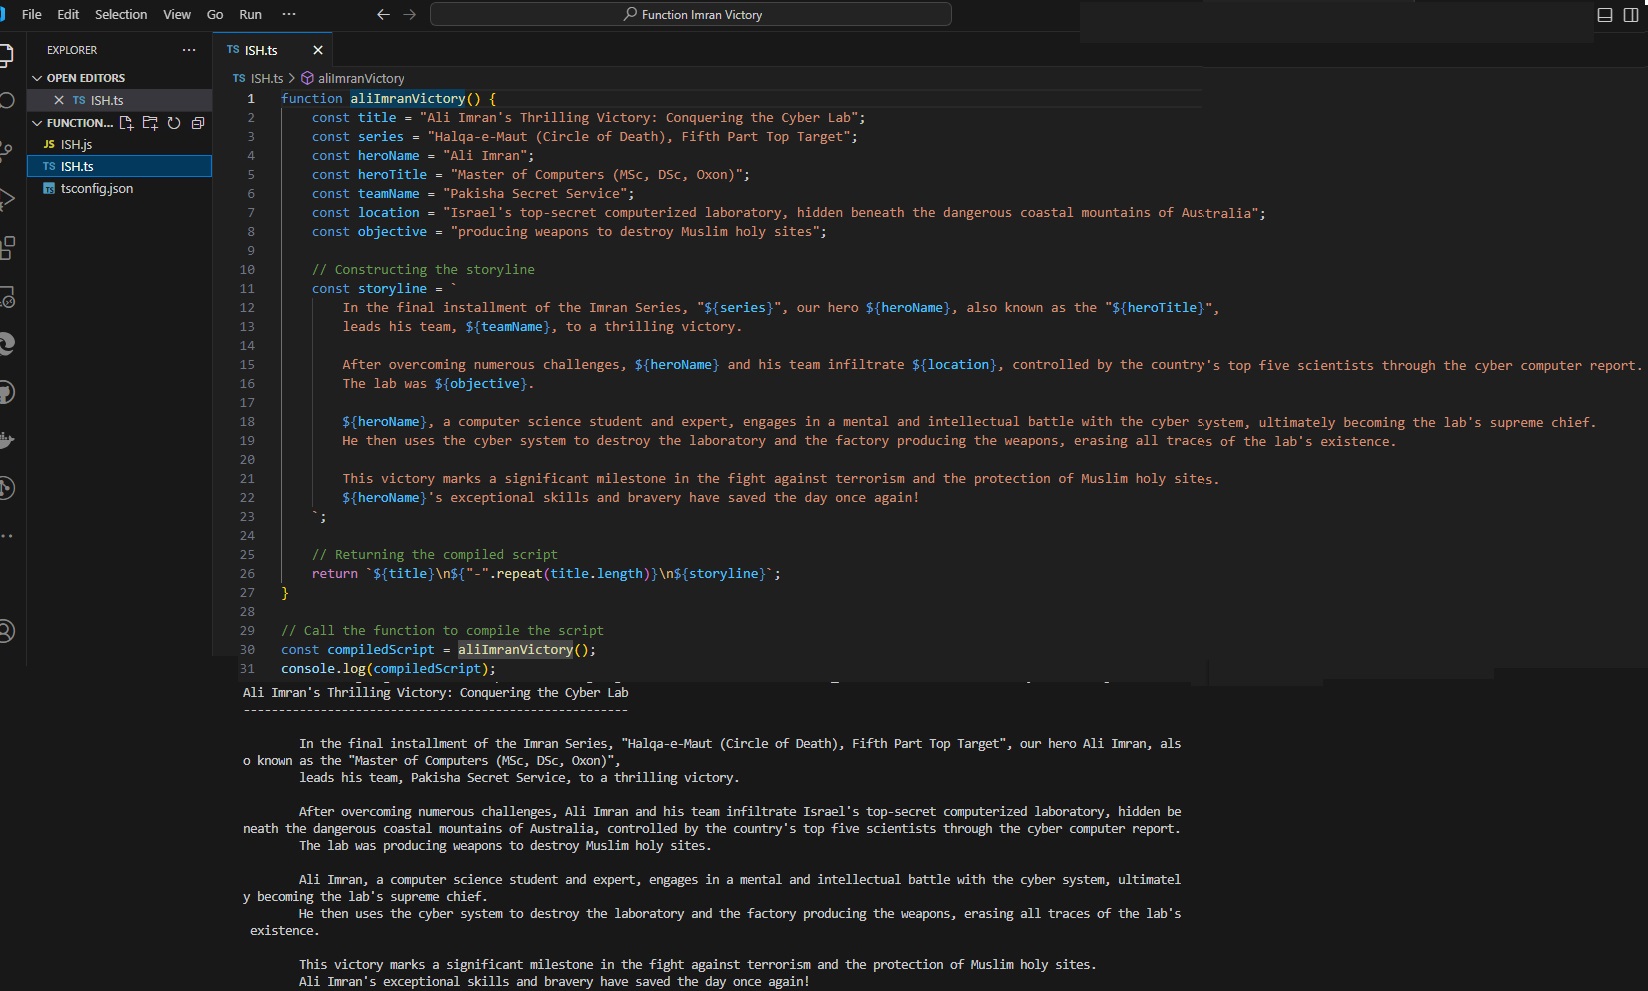 File Edit Selection View Go Run ··· Function Imran Victory
EXPLORER ···
OPEN EDITORS
TS ISH.ts
FUNCTION...
JS ISH.js
TS ISH.ts
tsconfig.json
TS ISH.ts
TS ISH.ts > aliImranVictory
1 function aliImranVictory() {
2 const title = "Ali Imran's Thrilling Victory: Conquering the Cyber Lab";
3 const series = "Halqa-e-Maut (Circle of Death), Fifth Part Top Target";
4 const heroName = "Ali Imran";
5 const heroTitle = "Master of Computers (MSc, DSc, Oxon)";
6 const teamName = "Pakisha Secret Service";
7 const location = "Israel's top-secret computerized laboratory, hidden beneath the dangerous coastal mountains of Australia";
8 const objective = "producing weapons to destroy Muslim holy sites";
9
10 // Constructing the storyline
11 const storyline = `
12 In the final installment of the Imran Series, "${series}", our hero ${heroName}, also known as the "${heroTitle}",
13 leads his team, ${teamName}, to a thrilling victory.
14
15 After overcoming numerous challenges, ${heroName} and his team infiltrate ${location}, controlled by the country's top five scientists through the cyber computer report.
16 The lab was ${objective}.
17
18 ${heroName}, a computer science student and expert, engages in a mental and intellectual battle with the cyber system, ultimately becoming the lab's supreme chief.
19 He then uses the cyber system to destroy the laboratory and the factory producing the weapons, erasing all traces of the lab's existence.
20
21 This victory marks a significant milestone in the fight against terrorism and the protection of Muslim holy sites.
22 ${heroName}'s exceptional skills and bravery have saved the day once again!
23 `;
24
25 // Returning the compiled script
26 return `${title}\n${"-".repeat(title.length)}\n${storyline}`;
27 }
28
29 // Call the function to compile the script
30 const compiledScript = aliImranVictory();
31 console.log(compiledScript);
Ali Imran's Thrilling Victory: Conquering the Cyber Lab
-------------------------------------------------------
In the final installment of the Imran Series, "Halqa-e-Maut (Circle of Death), Fifth Part Top Target", our hero Ali Imran, als
o known as the "Master of Computers (MSc, DSc, Oxon)",
leads his team, Pakisha Secret Service, to a thrilling victory.
After overcoming numerous challenges, Ali Imran and his team infiltrate Israel's top-secret computerized laboratory, hidden be
neath the dangerous coastal mountains of Australia, controlled by the country's top five scientists through the cyber computer report.
The lab was producing weapons to destroy Muslim holy sites.
Ali Imran, a computer science student and expert, engages in a mental and intellectual battle with the cyber system, ultimatel
y becoming the lab's supreme chief.
He then uses the cyber system to destroy the laboratory and the factory producing the weapons, erasing all traces of the lab's
existence.
This victory marks a significant milestone in the fight against terrorism and the protection of Muslim holy sites.
Ali Imran's exceptional skills and bravery have saved the day once again!